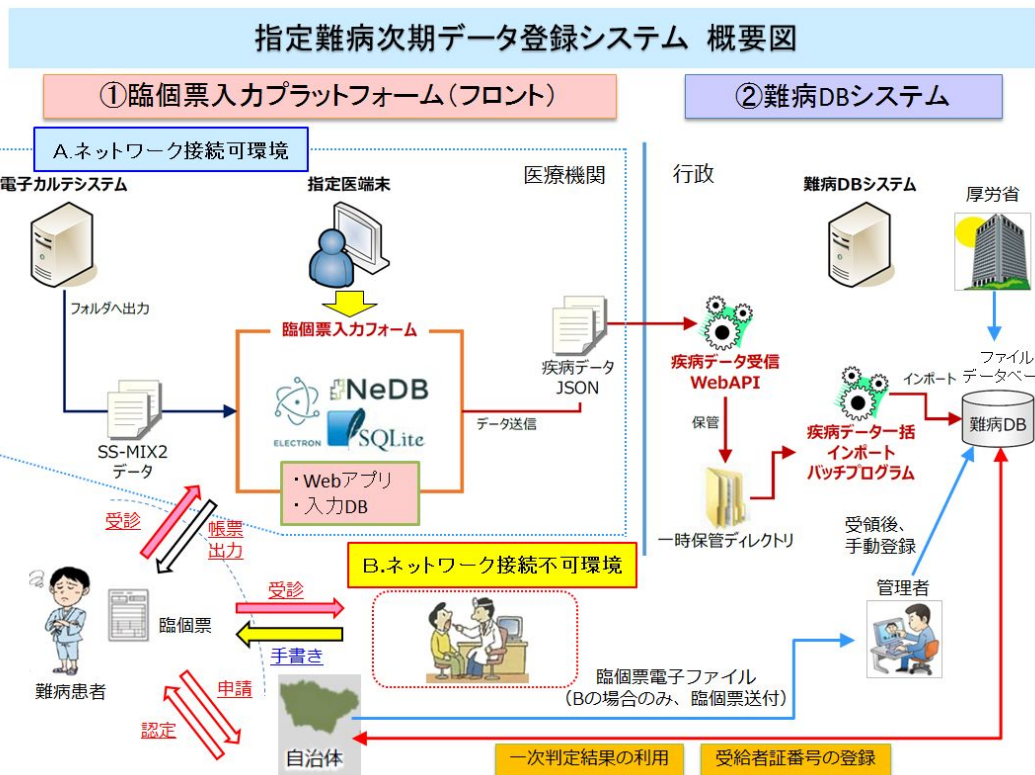 指定難病次期データ登録システム 概要図
①臨個票入力プラットフォーム(フロント)
②難病DBシステム
A.ネットワーク接続可環境
電子カルテシステム
指定医端末
医療機関
行政
難病DBシステム
厚労省
フォルダへ出力
臨個票入力フォーム
ELECTRON
NeDB
SQLite
・Webアプリ
・入力DB
SS-MIX2
データ
データ送信
疾病データ
JSON
疾病データ受信
WebAPI
保管
一時保管ディレクトリ
疾病データ一括
インポート
バッチプログラム
インポート
ファイル
データベー
難病DB
受診
帳票
出力
B.ネットワーク接続不可環境
受診
手書き
臨個票
難病患者
申請
認定
自治体
受領後、
手動登録
管理者
臨個票電子ファイル
(Bの場合のみ、臨個票送付)
一次判定結果の利用
受給者証番号の登録